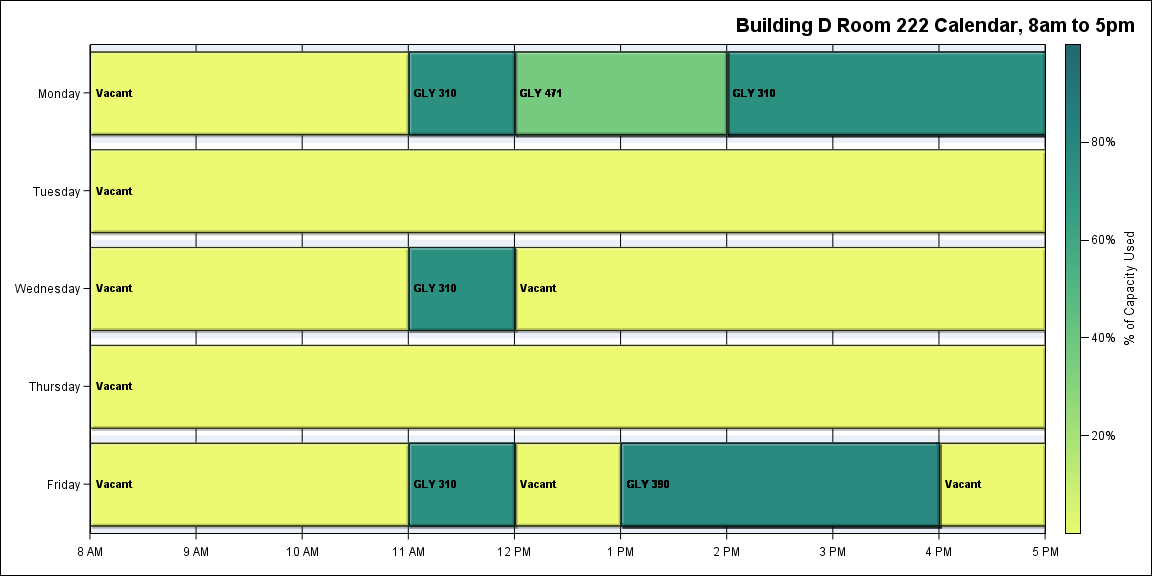 Building D Room 222 Calendar, 8am to 5pm
Monday
Vacant
GLY 310
GLY 471
GLY 310
Tuesday
Vacant
Wednesday
Vacant
GLY 310
Vacant
Thursday
Vacant
Friday
Vacant
GLY 310
Vacant
GLY 390
Vacant
8 AM
9 AM
10 AM
11 AM
12 PM
1 PM
2 PM
3 PM
4 PM
5 PM
80%
60%
40%
20%
% of Capacity Used